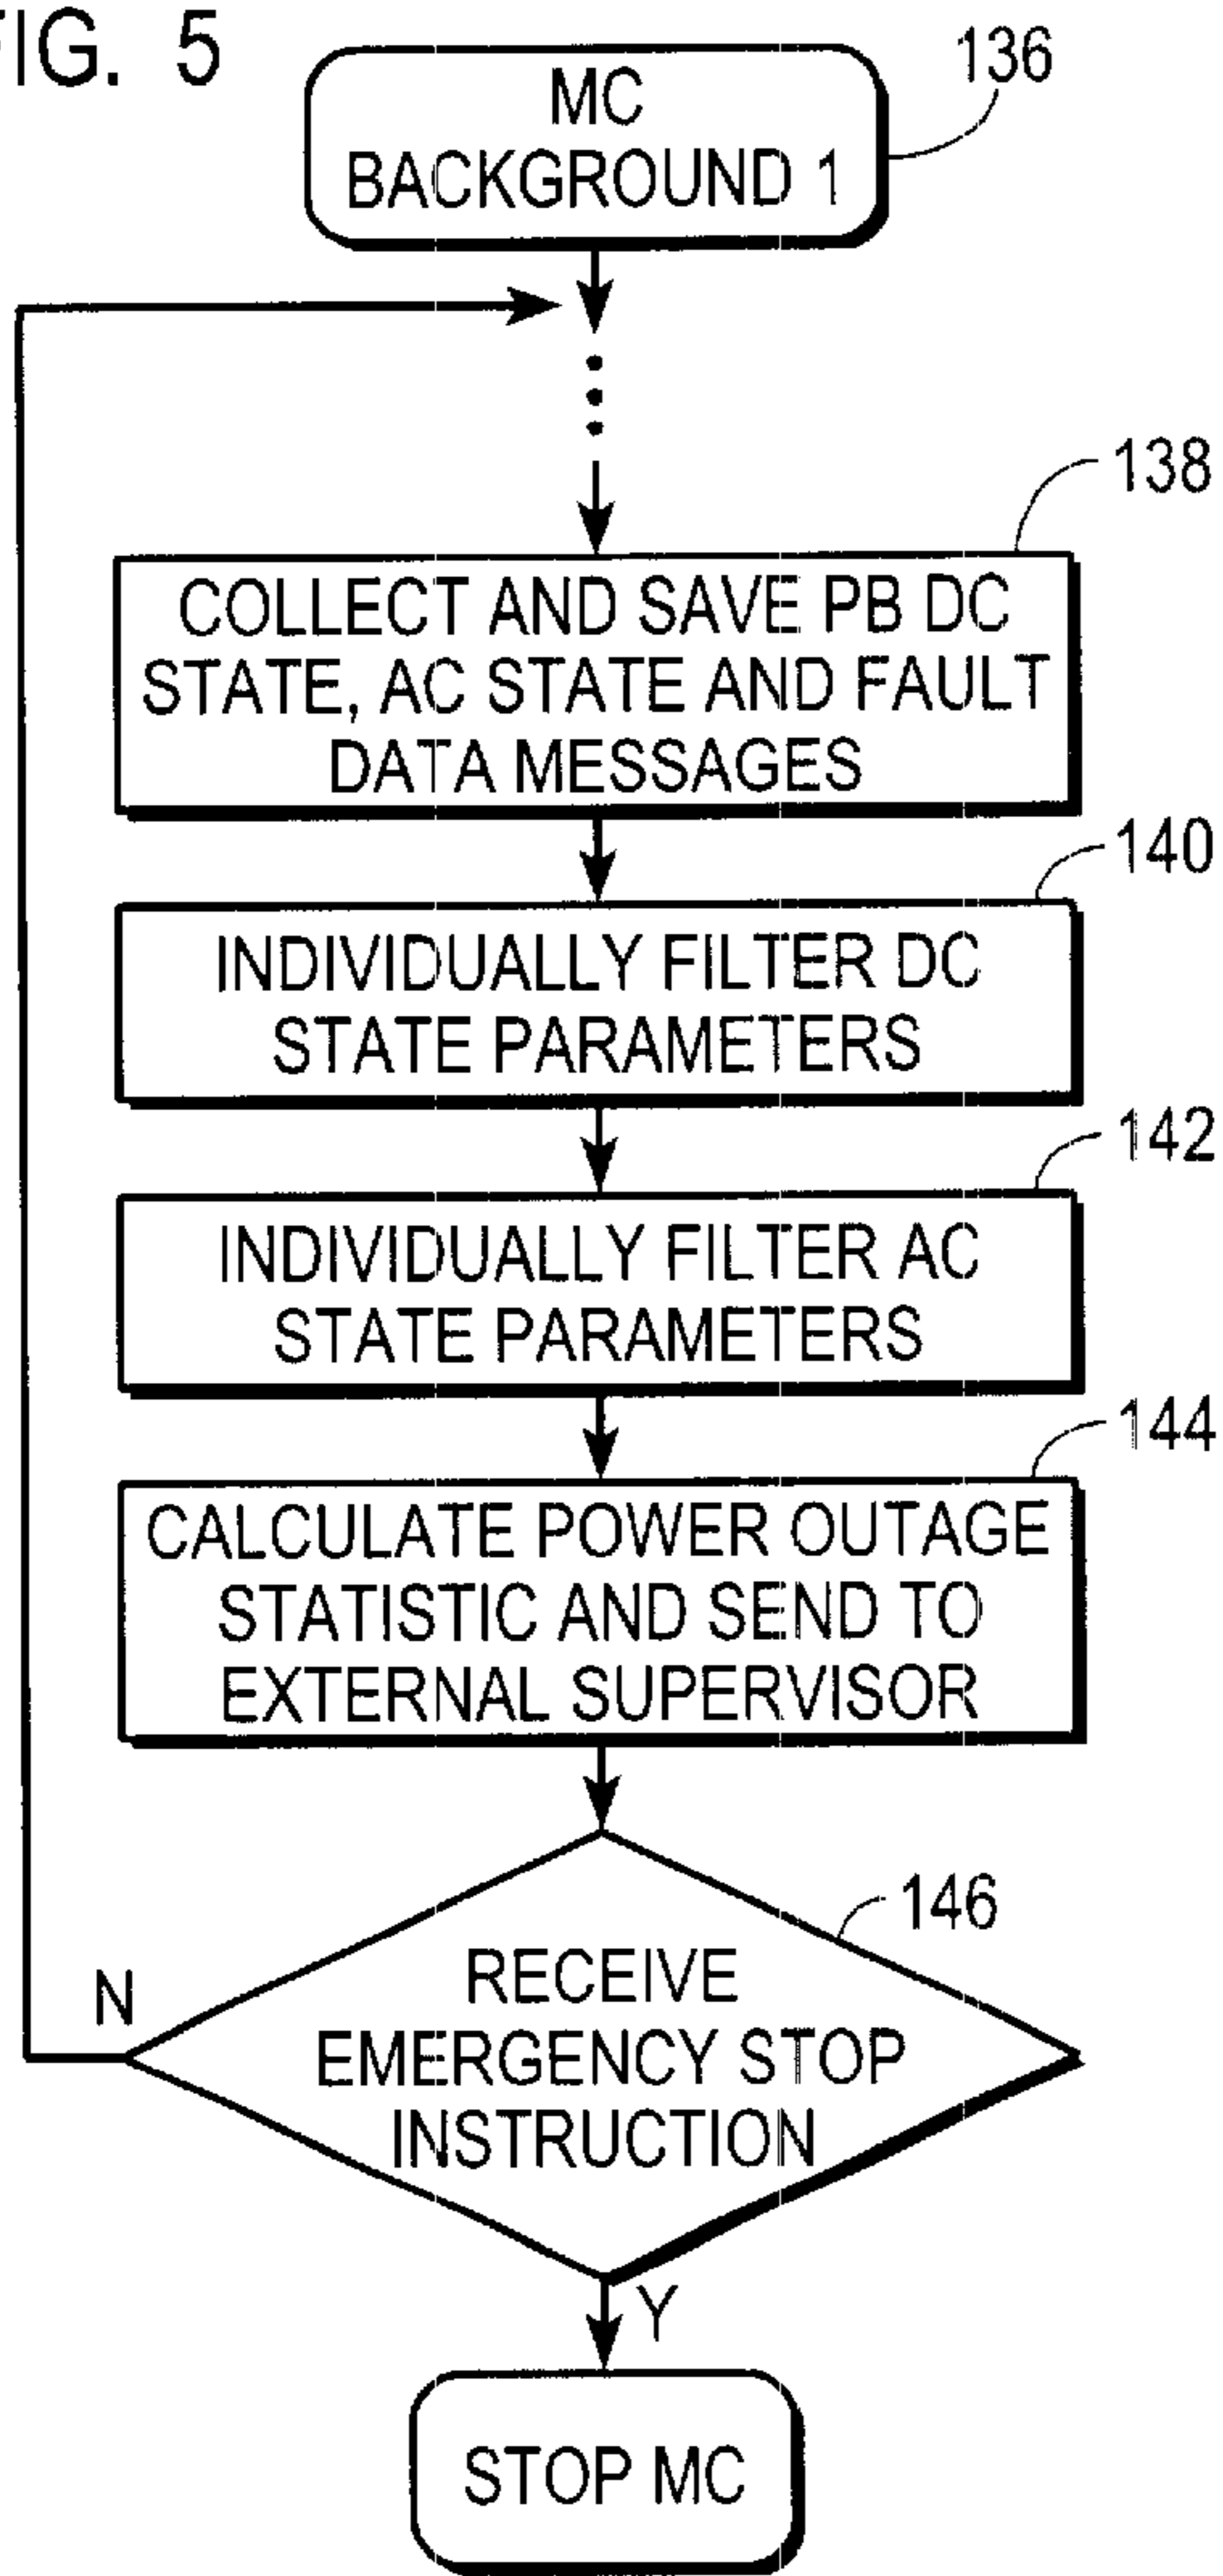 FIG. 5
136
MC
BACKGROUND 1
138
COLLECT AND SAVE PB DC
STATE, AC STATE AND FAULT
DATA MESSAGES
140
INDIVIDUALLY FILTER DC
STATE PARAMETERS
142
INDIVIDUALLY FILTER AC
STATE PARAMETERS
144
CALCULATE POWER OUTAGE
STATISTIC AND SEND TO
EXTERNAL SUPERVISOR
146
N
RECEIVE
EMERGENCY STOP
INSTRUCTION
Y
STOP MC